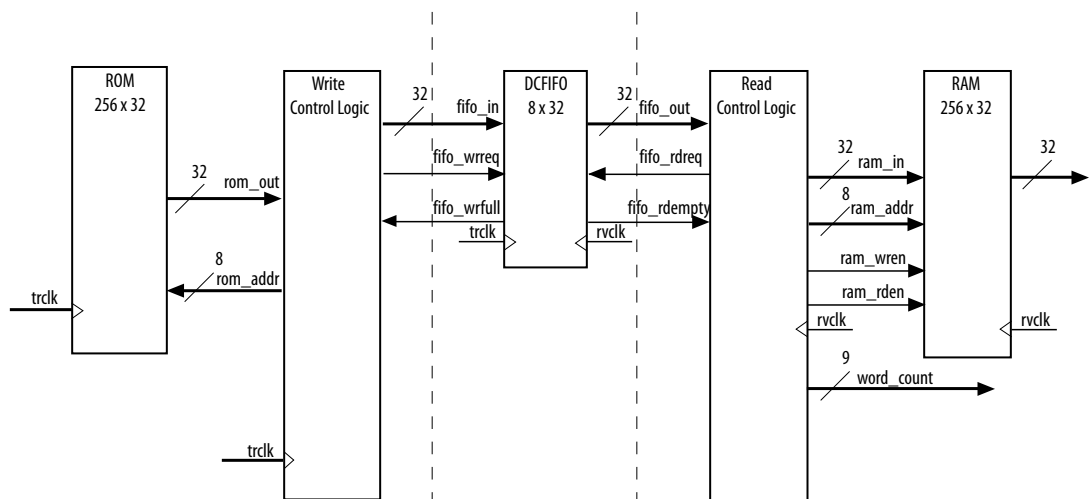 ROM
256 x 32
Write
Control Logic
DCFIFO
8 x 32
Read
Control Logic
RAM
256 x 32
32
fifo_in
32
fifo_out
fifo_wrreq
fifo_rdreq
32
ram_in
32
32
rom_out
8
ram_addr
fifo_wrfull
fifo_rdempty
trclk
rvclk
8
rom_addr
ram_wren
ram_rden
trclk
rvclk
rvclk
9
word_count
trclk